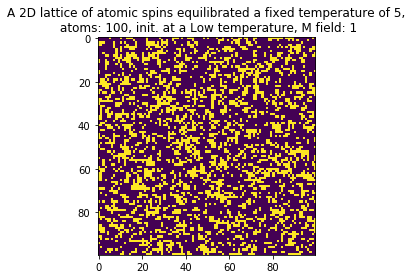 A 2D lattice of atomic spins equilibrated a fixed temperature of 5,
atoms: 100, init. at a Low temperature, M field: 1
0
20
40
60
80
0 20 40 60 80